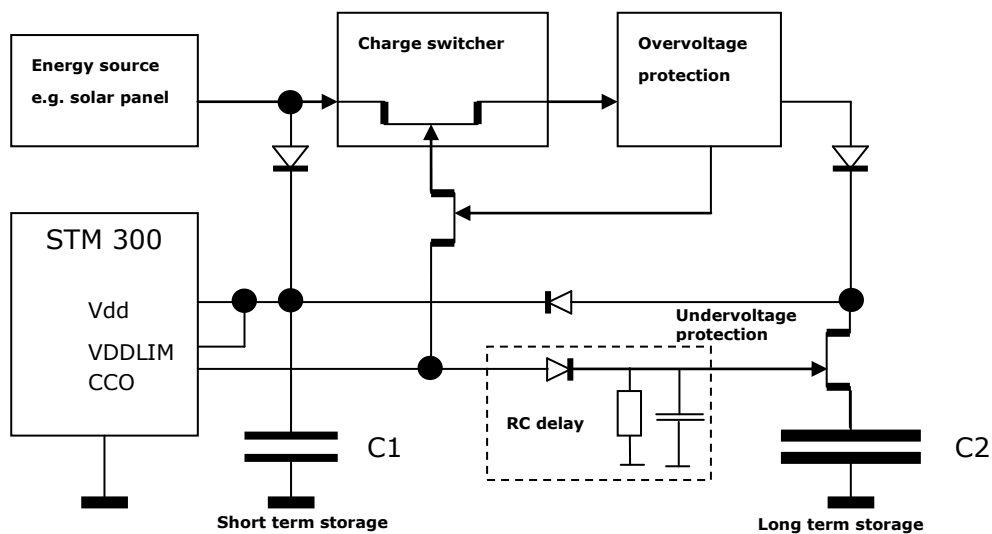 Energy source
e.g. solar panel
Charge switcher
Overvoltage
protection
STM 300
Vdd
VDDLIM
CCO
Undervoltage
protection
RC delay
C1
C2
Short term storage
Long term storage